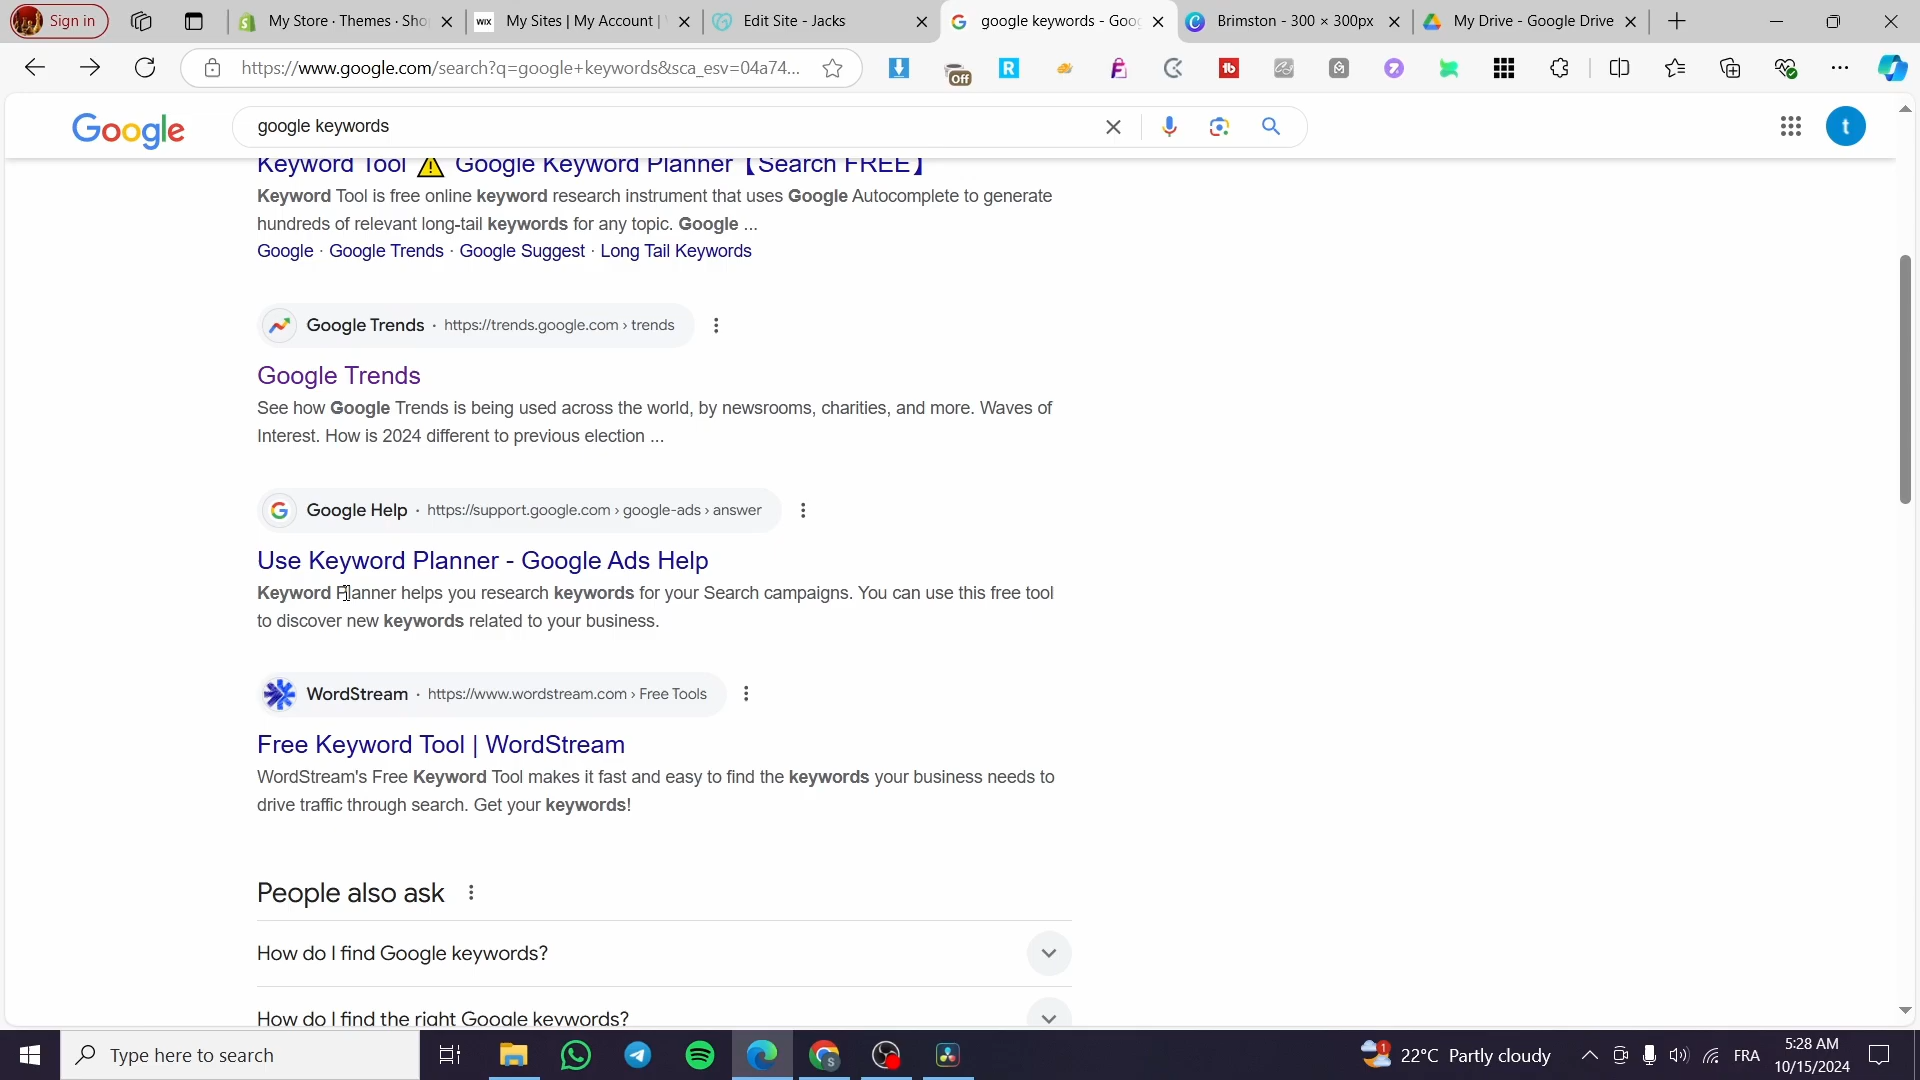 Sign in
My Store · Themes · Sho
WIX My Sites | My Account |
Edit Site - Jacks
google keywords - Goo
Brimston - 300 × 300px
My Drive - Google Drive
https://www.google.com/search?q=google+keywords&sca_esv=04a74...
Off
Google
google keywords
t
Keyword Tool ⚠ Google Keyword Planner【Search FREE】
Keyword Tool is free online keyword research instrument that uses Google Autocomplete to generate
hundreds of relevant long-tail keywords for any topic. Google ...
Google · Google Trends · Google Suggest · Long Tail Keywords
Google Trends · https://trends.google.com › trends
Google Trends
See how Google Trends is being used across the world, by newsrooms, charities, and more. Waves of
Interest. How is 2024 different to previous election ...
Google Help · https://support.google.com › google-ads › answer
Use Keyword Planner - Google Ads Help
Keyword Planner helps you research keywords for your Search campaigns. You can use this free tool
to discover new keywords related to your business.
WordStream · https://www.wordstream.com › Free Tools
Free Keyword Tool | WordStream
WordStream's Free Keyword Tool makes it fast and easy to find the keywords your business needs to
drive traffic through search. Get your keywords!
People also ask
How do I find Google keywords?
How do I find the right Google keywords?
Type here to search
1
22°C Partly cloudy
FRA
5:28 AM
10/15/2024